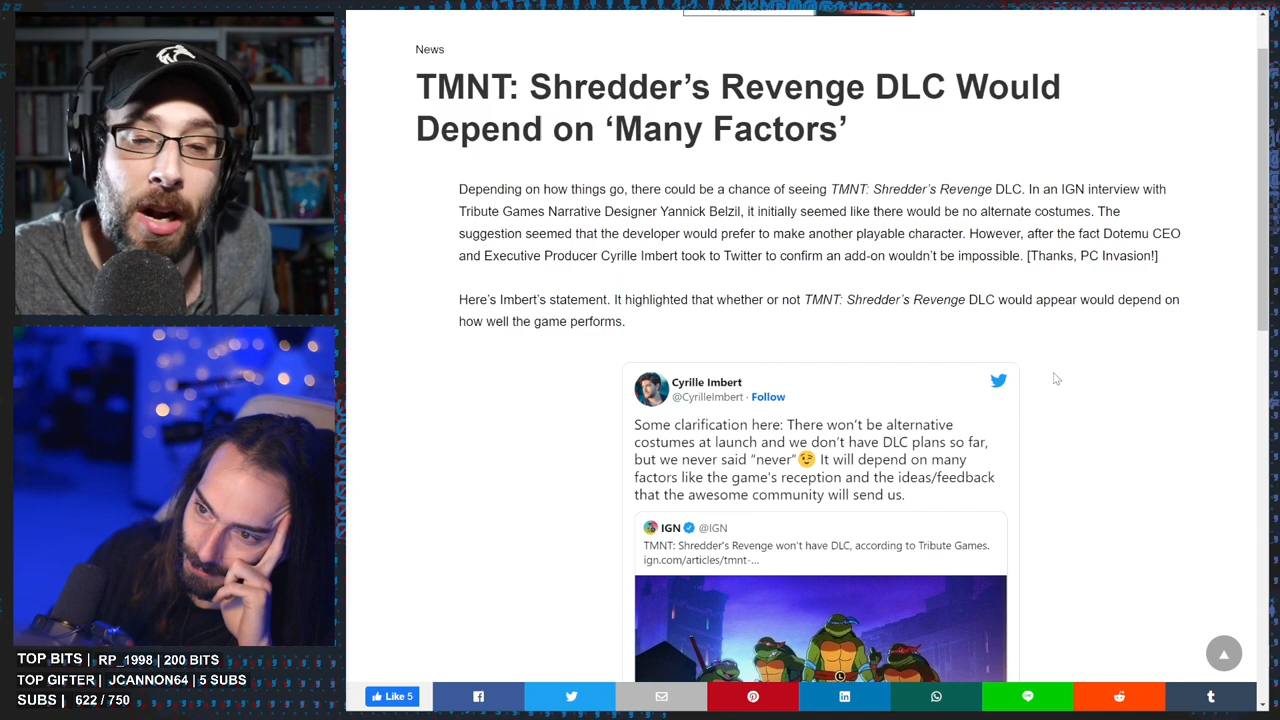 News
TMNT: Shredder's Revenge DLC Would
Depend on 'Many Factors'
Depending on how things go, there could be a chance of seeing TMNT: Shredder's Revenge DLC. In an IGN interview with
Tribute Games Narrative Designer Yannick Belzil, it initially seemed like there would be no alternate costumes. The
suggestion seemed that the developer would prefer to make another playable character. However, after the fact Dotemu CEO
and Executive Producer Cyrille Imbert took to Twitter to confirm an add-on wouldn't be impossible. [Thanks, PC Invasion!]
Here's Imbert's statement. It highlighted that whether or not TMNT: Shredder's Revenge DLC would appear would depend on
how well the game performs.
Cyrille Imbert
@CyrilleImbert · Follow
Some clarification here: There won't be alternative
costumes at launch and we don't have DLC plans so far,
but we never said "never"😉 It will depend on many
factors like the game's reception and the ideas/feedback
that the awesome community will send us.
IGN @IGN
TMNT: Shredder's Revenge won't have DLC, according to Tribute Games.
ign.com/articles/tmnt-...
TOP BITS | RP_1998 | 200 BITS
TOP GIFTER | JCANNON64 | 5 SUBS
SUBS | 622 / 750
Like 5